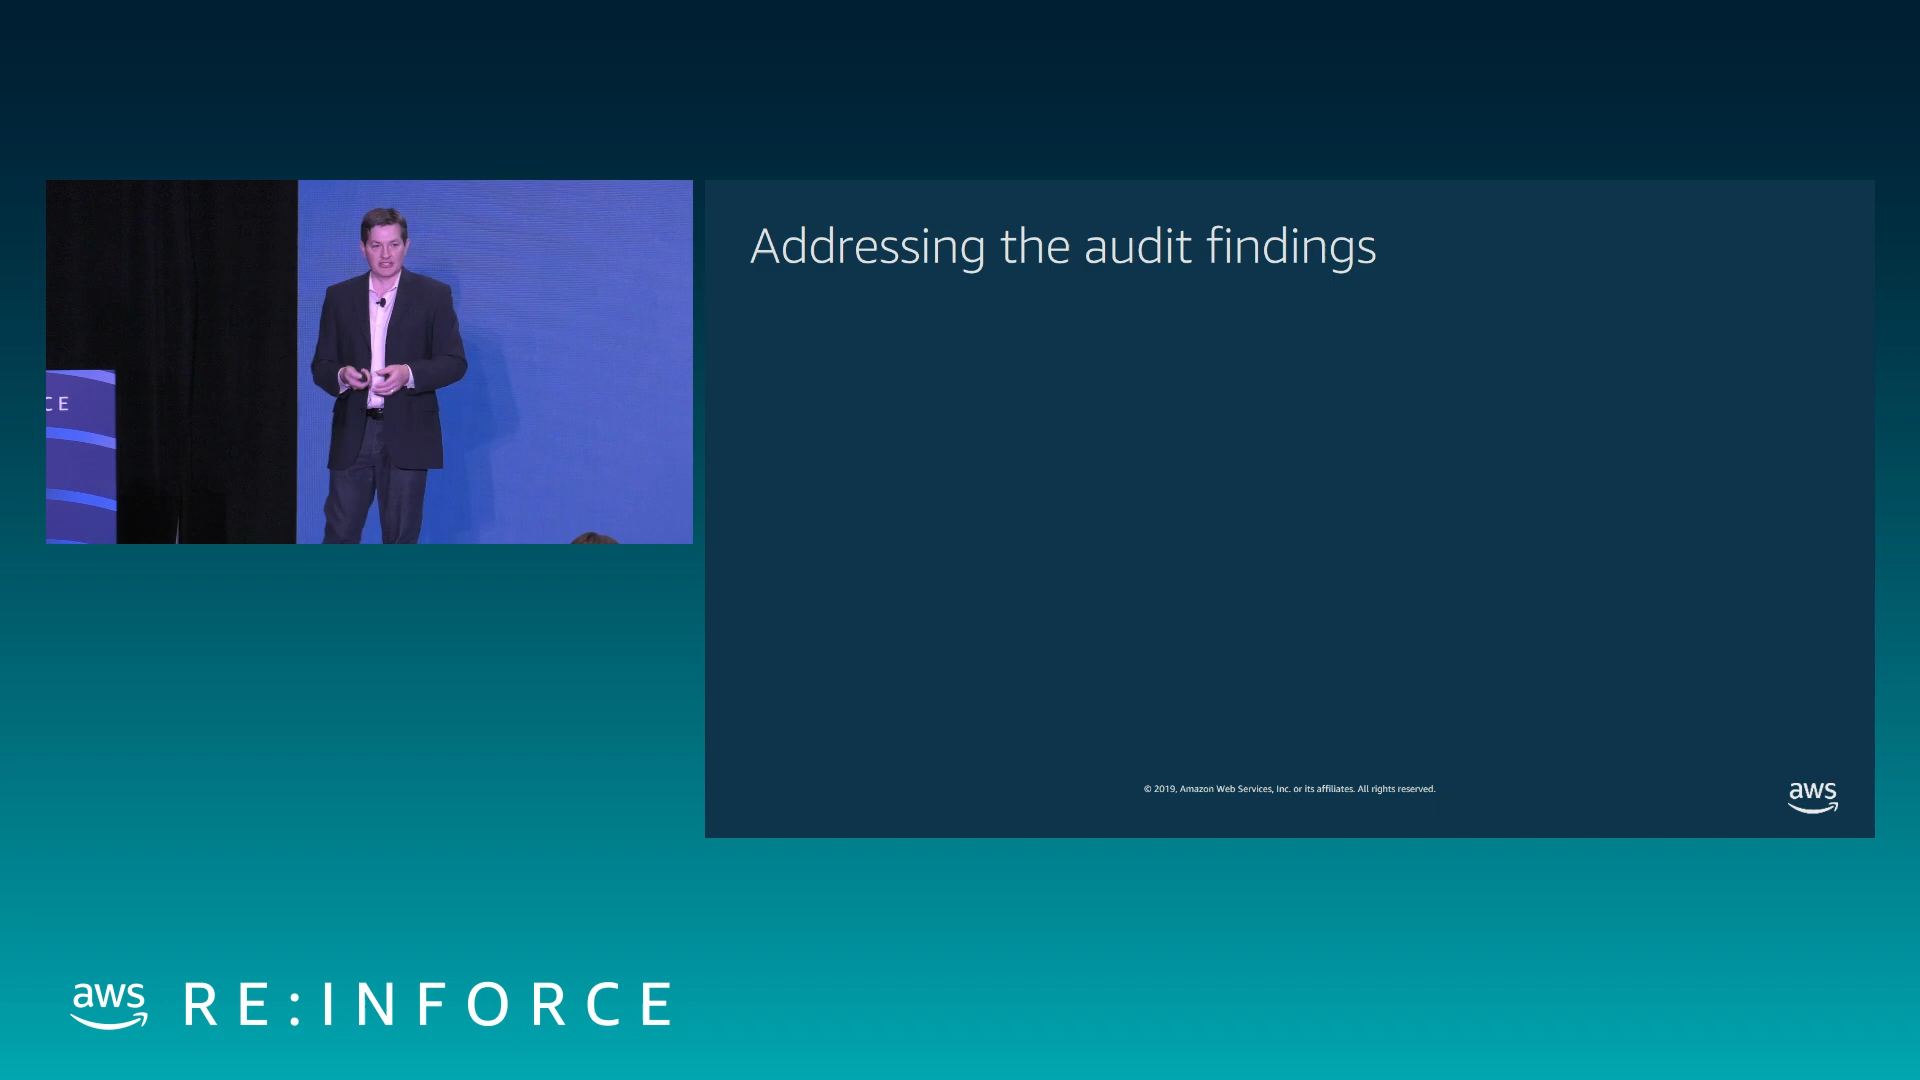 CE
Addressing the audit findings
© 2019, Amazon Web Services, Inc. or its affiliates. All rights reserved.
aws
aws RE:INFORCE